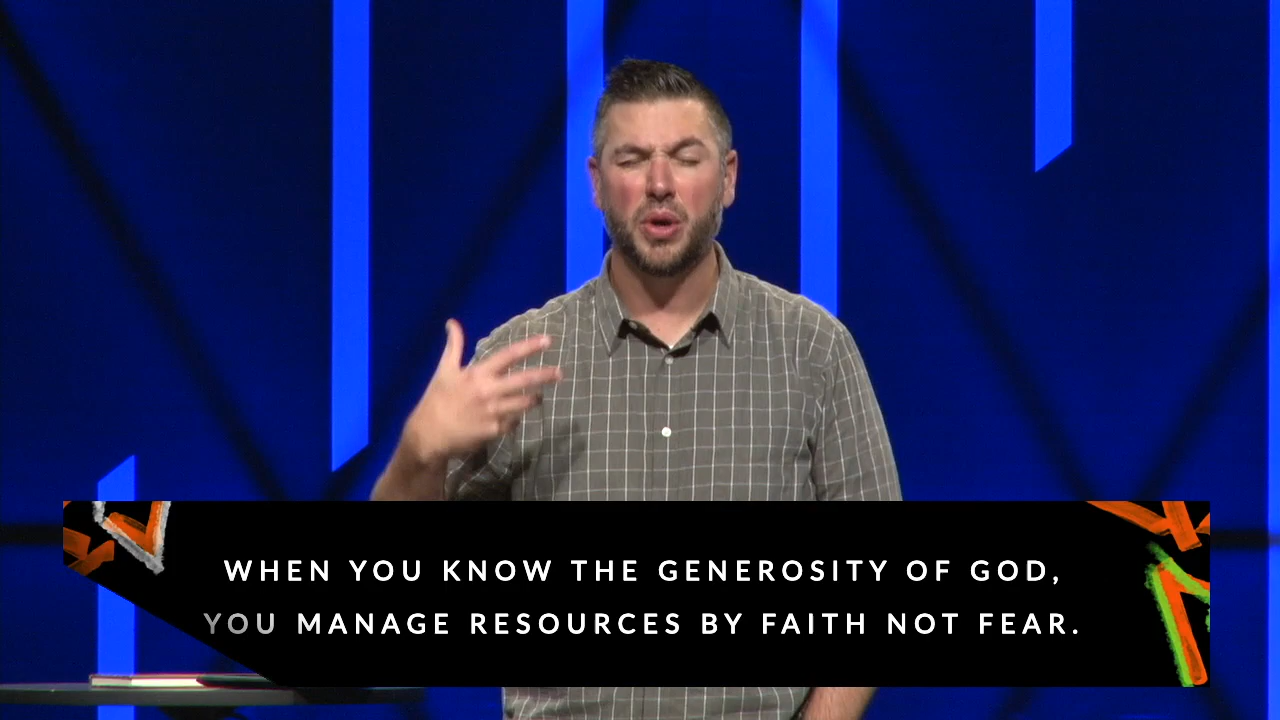 WHEN YOU KNOW THE GENEROSITY OF GOD,
YOU MANAGE RESOURCES BY FAITH NOT FEAR.